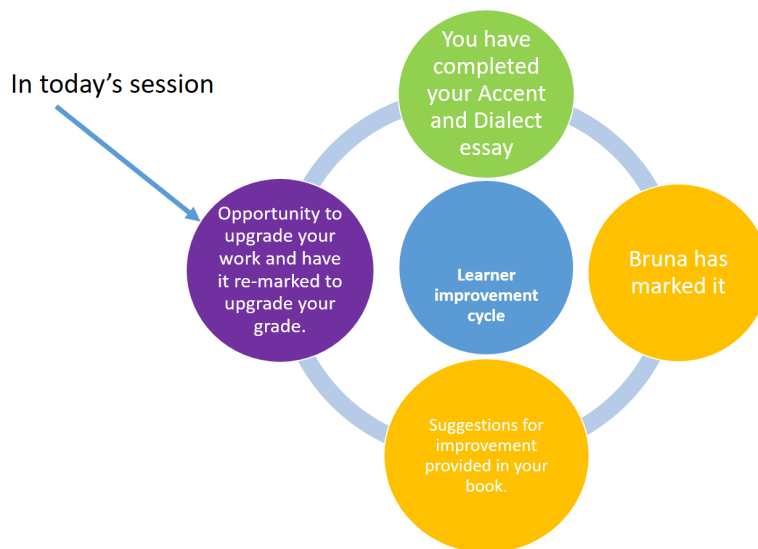 In today's session
You have
completed
your Accent
and Dialect
essay
Opportunity to
upgrade your
work and have
it re-marked to
upgrade your
grade.
Learner
improvement
cycle
Bruna has
marked it
Suggestions for
improvement
provided in your
book.